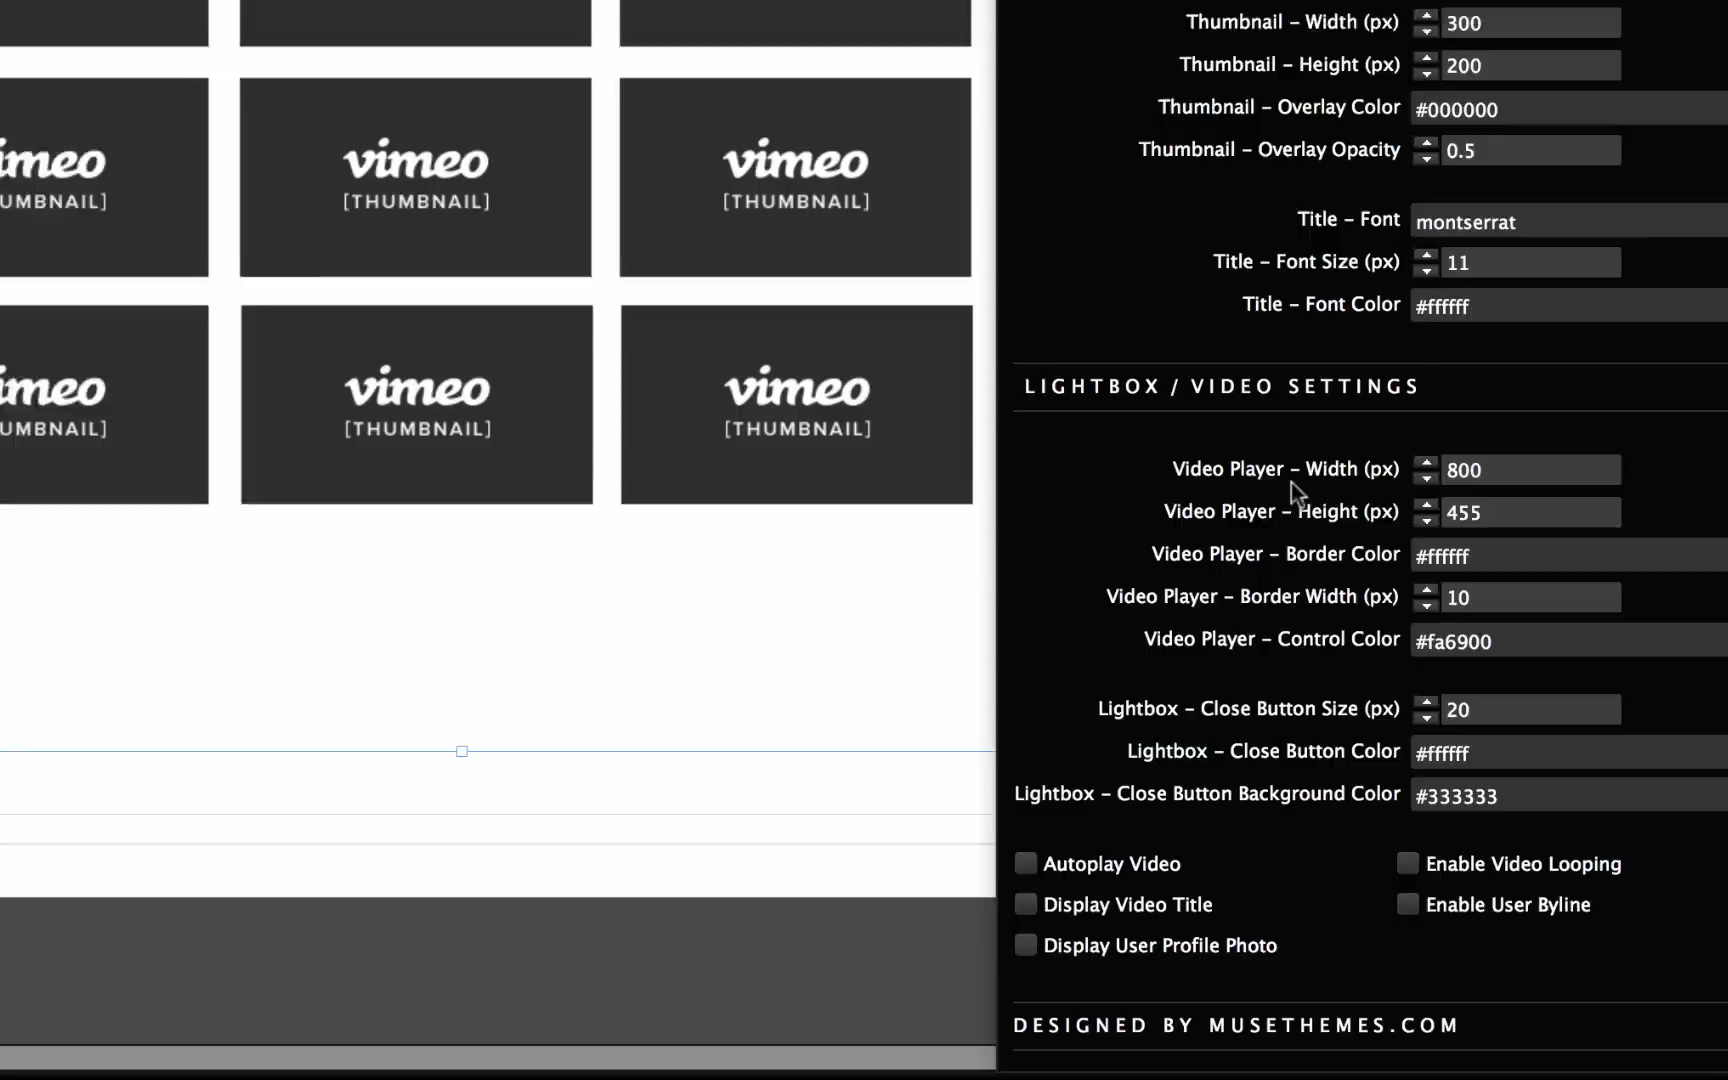 vimeo
[THUMBNAIL]
vimeo
[THUMBNAIL]
imeo
UMBNAIL]
vimeo
[THUMBNAIL]
vimeo
[THUMBNAIL]
imeo
UMBNAIL]
Thumbnail – Width (px) 300
Thumbnail – Height (px) 200
Thumbnail – Overlay Color #000000
Thumbnail – Overlay Opacity 0.5
Title – Font montserrat
Title – Font Size (px) 11
Title – Font Color #ffffff
LIGHTBOX / VIDEO SETTINGS
Video Player – Width (px) 800
Video Player – Height (px) 455
Video Player – Border Color #ffffff
Video Player – Border Width (px) 10
Video Player – Control Color #fa6900
Lightbox – Close Button Size (px) 20
Lightbox – Close Button Color #ffffff
Lightbox – Close Button Background Color #333333
Autoplay Video Enable Video Looping
Display Video Title Enable User Byline
Display User Profile Photo
DESIGNED BY MUSETHEMES.COM